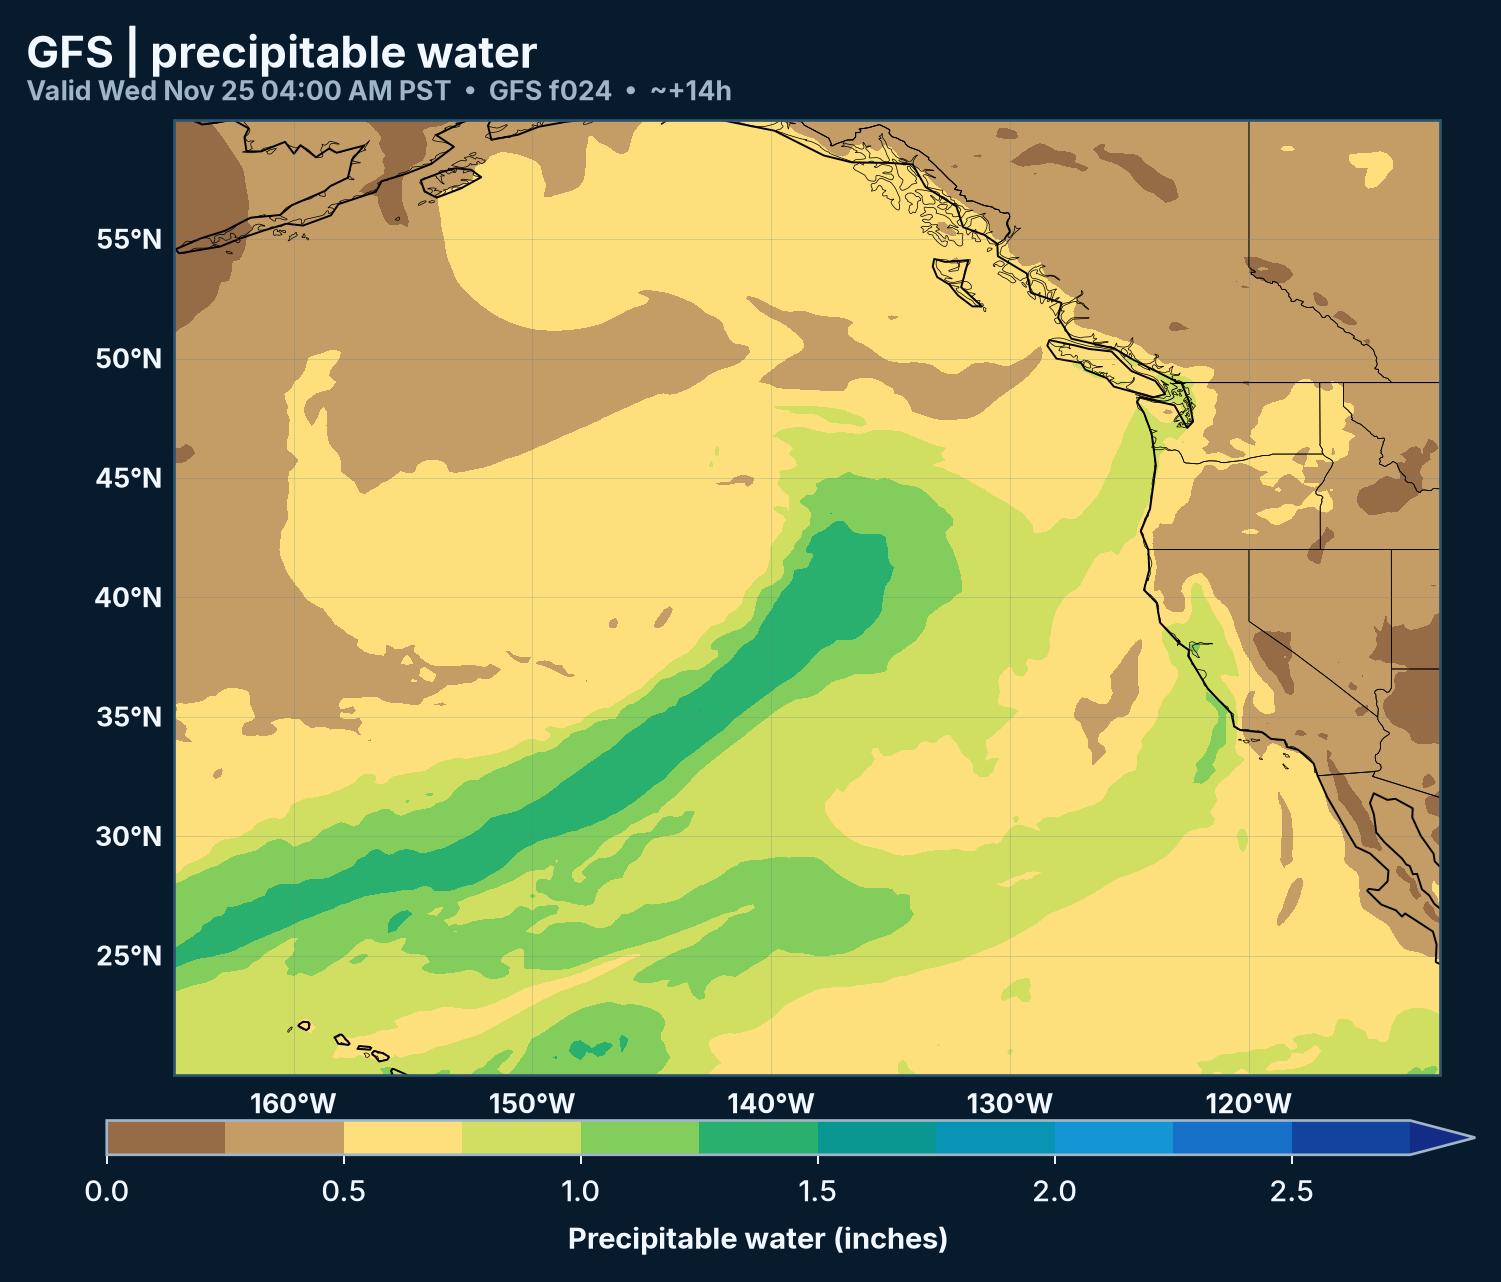 GFS | precipitable water
Valid Wed Nov 25 04:00 AM PST • GFS f024 • ~+14h
55°N
50°N
45°N
40°N
35°N
30°N
25°N
160°W 150°W 140°W 130°W 120°W
0.0 0.5 1.0 1.5 2.0 2.5
Precipitable water (inches)